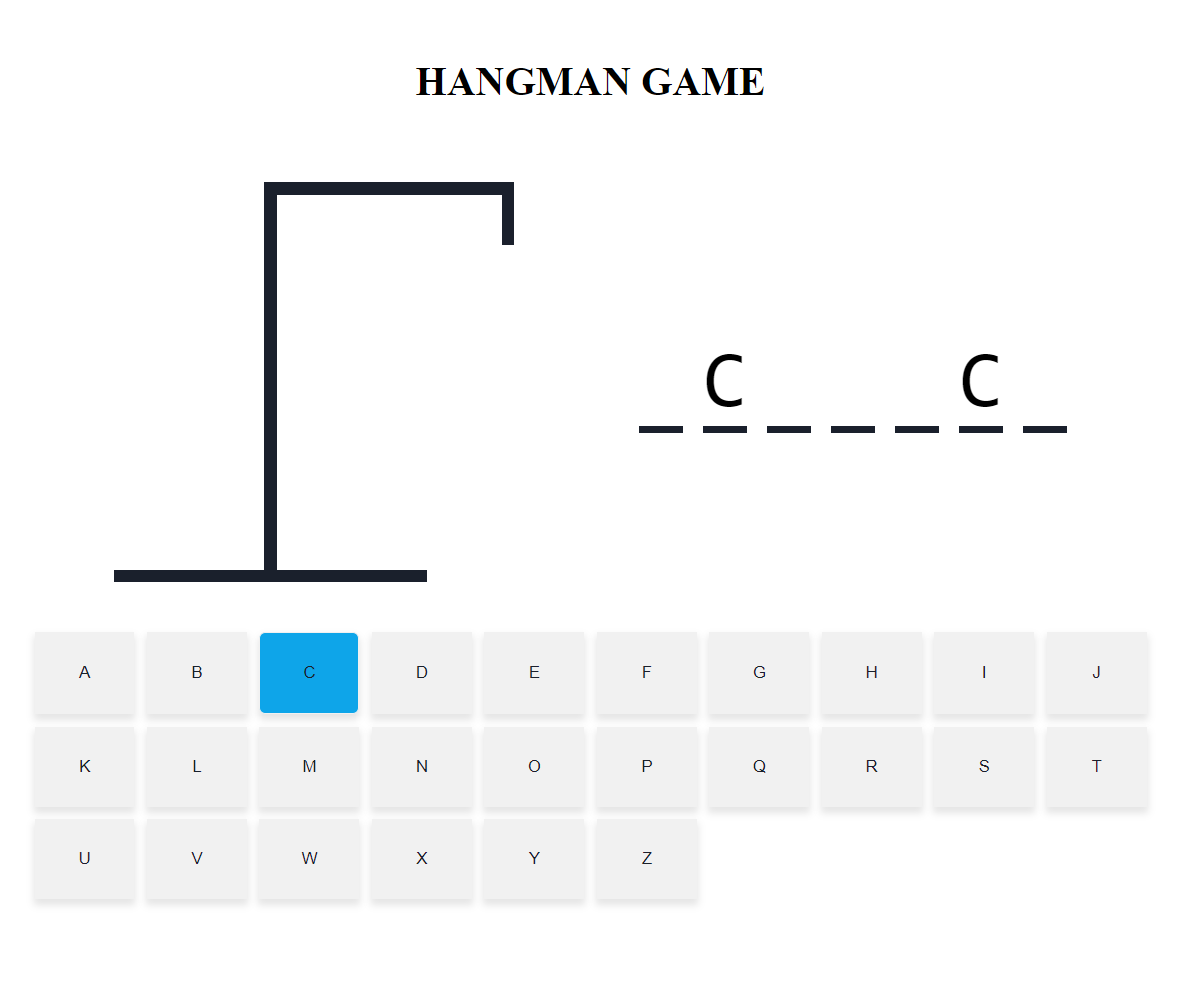 HANGMAN GAME
C C
A B C D E F G H I J
K L M N O P Q R S T
U V W X Y Z